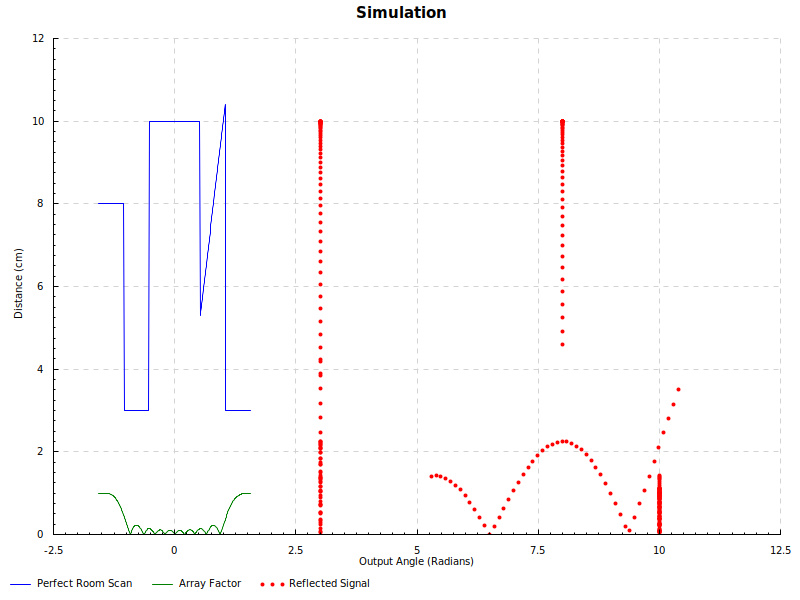 Simulation
12
10
8
6
4
2
0
Distance (cm)
-2.5 0 2.5 5 7.5 10 12.5
Output Angle (Radians)
Perfect Room Scan Array Factor Reflected Signal